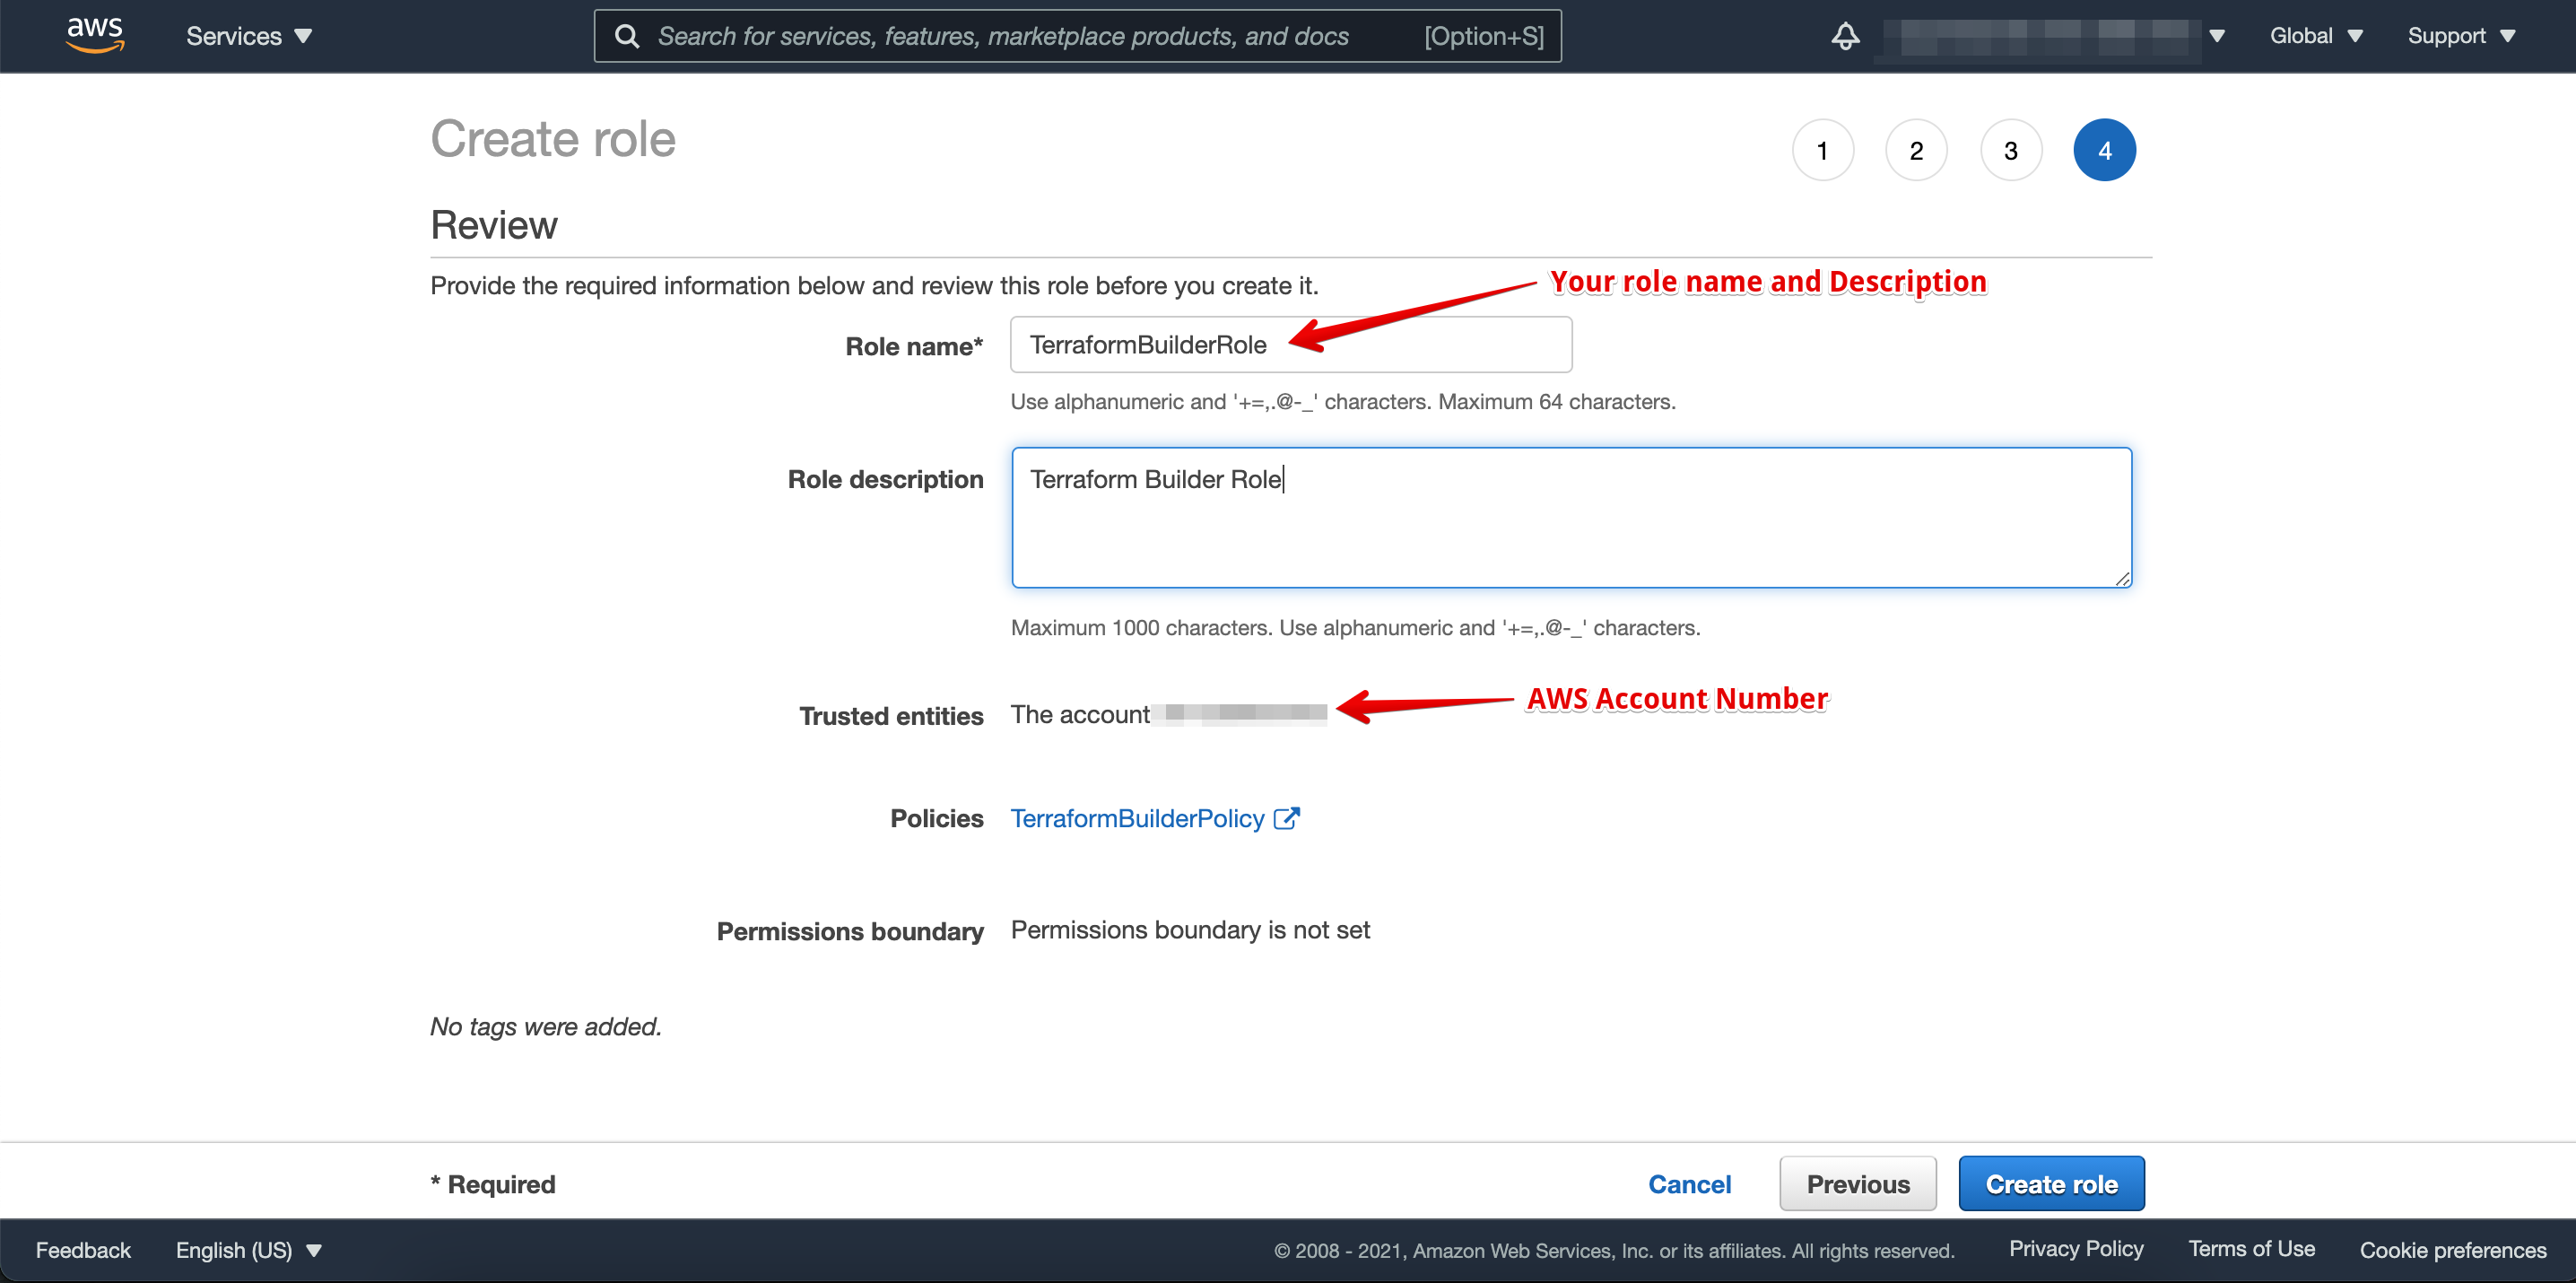 aws Services Search for services, features, marketplace products, and docs [Option+S] Global Support
Create role 1 2 3 4
Review
Provide the required information below and review this role before you create it.
Your role name and Description
Role name* TerraformBuilderRole
Use alphanumeric and '+=,.@-_' characters. Maximum 64 characters.
Role description Terraform Builder Role
Maximum 1000 characters. Use alphanumeric and '+=,.@-_' characters.
Trusted entities The account AWS Account Number
Policies TerraformBuilderPolicy
Permissions boundary Permissions boundary is not set
No tags were added.
* Required Cancel Previous Create role
Feedback English (US) © 2008 - 2021, Amazon Web Services, Inc. or its affiliates. All rights reserved. Privacy Policy Terms of Use Cookie preferences